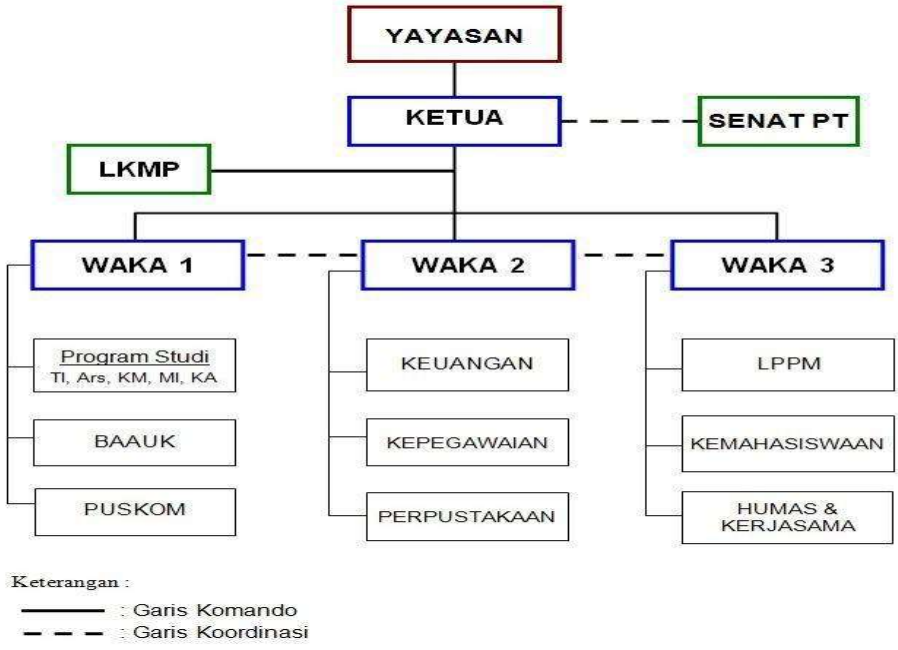 YAYASAN
KETUA
SENAT PT
LKMP
WAKA 1
WAKA 2
WAKA 3
Program Studi
TI, Ars, KM, MI, KA
BAAUK
PUSKOM
KEUANGAN
KEPEGAWAIAN
PERPUSTAKAAN
LPPM
KEMAHASISWAAN
HUMAS &
KERJASAMA
Keterangan :
: Garis Komando
: Garis Koordinasi